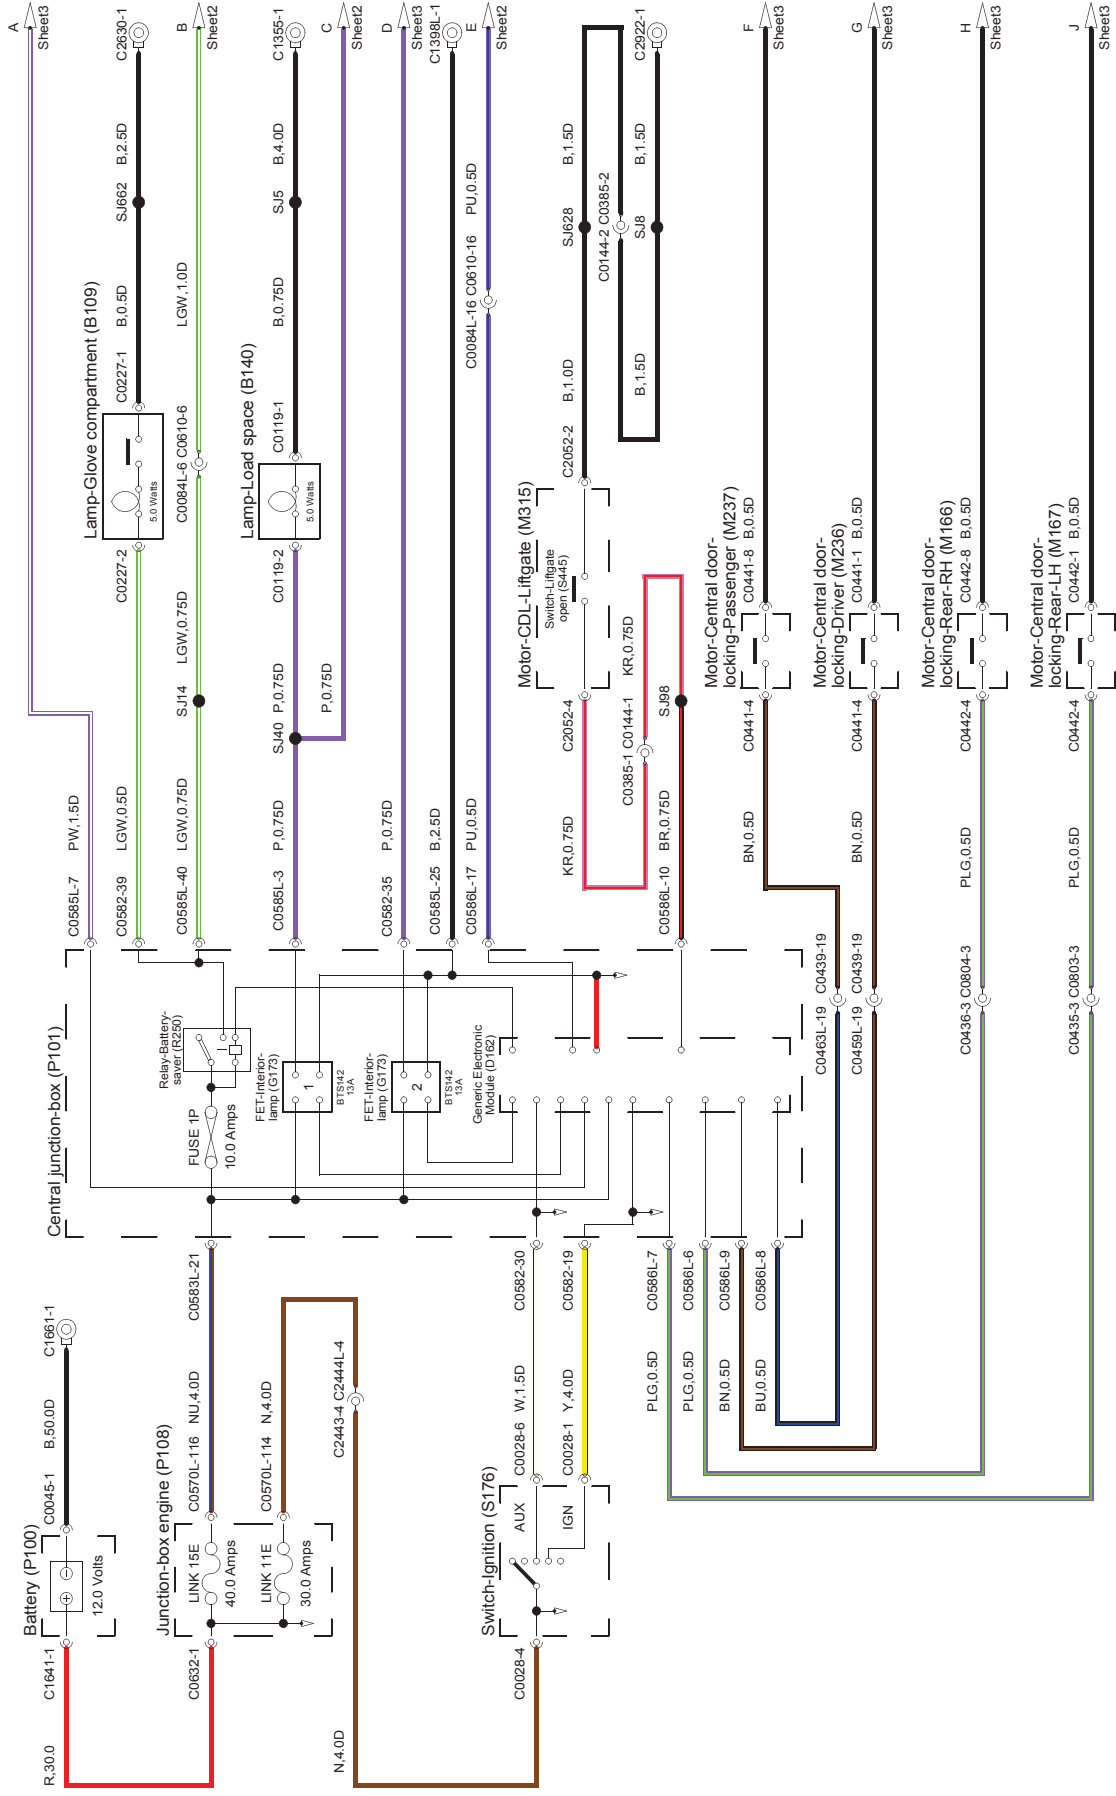 Battery (P100)
12.0 Volts
C1641-1
R,30.0
C0045-1
B,50.0D
C1661-1
Junction-box engine (P108)
LINK 15E
40.0 Amps
LINK 11E
30.0 Amps
C0632-1
C0570L-116
NU,4.0D
C0583L-21
C0570L-114
N,4.0D
C2443-4
C2444L-4
N,4.0D
Switch-Ignition (S176)
AUX
IGN
C0028-4
C0028-6
W,1.5D
C0582-30
C0028-1
Y,4.0D
C0582-19
PLG,0.5D
C0586L-7
PLG,0.5D
C0586L-6
BN,0.5D
C0586L-9
BU,0.5D
C0586L-8
Central junction-box (P101)
FUSE 1P
10.0 Amps
Relay-Battery-
saver (R250)
FET-Interior-
lamp (G173)
1
BTS142
13A
FET-Interior-
lamp (G173)
2
BTS142
13A
Generic Electronic
Module (D162)
C0585L-7
PW,1.5D
A
Sheet3
C0582-39
LGW,0.5D
C0227-2
Lamp-Glove compartment (B109)
5.0 Watts
C0227-1
B,0.5D
SJ662
B,2.5D
C2630-1
C0585L-40
LGW,0.75D
SJ14
LGW,0.75D
C0084L-6
C0610-6
LGW,1.0D
B
Sheet2
C0585L-3
P,0.75D
SJ40
P,0.75D
C0119-2
Lamp-Load space (B140)
5.0 Watts
C0119-1
B,0.75D
SJ5
B,4.0D
C1355-1
P,0.75D
C
Sheet2
C0582-35
P,0.75D
D
Sheet3
C0585L-25
B,2.5D
C1398L-1
C0586L-17
PU,0.5D
C0084L-16
C0610-16
PU,0.5D
E
Sheet2
KR,0.75D
C2052-4
Motor-CDL-Liftgate (M315)
Switch-Liftgate
open (S445)
C2052-2
B,1.0D
SJ628
B,1.5D
C0144-2
C0385-2
B,1.5D
SJ8
B,1.5D
C2922-1
C0385-1
C0144-1
KR,0.75D
C0586L-10
BR,0.75D
SJ98
BN,0.5D
C0441-4
Motor-Central door-
locking-Passenger (M237)
C0441-8
B,0.5D
F
Sheet3
C0463L-19
C0439-19
C0459L-19
C0439-19
BN,0.5D
C0441-4
Motor-Central door-
locking-Driver (M236)
C0441-1
B,0.5D
G
Sheet3
C0436-3
C0804-3
PLG,0.5D
C0442-4
Motor-Central door-
locking-Rear-RH (M166)
C0442-8
B,0.5D
H
Sheet3
C0435-3
C0803-3
PLG,0.5D
C0442-4
Motor-Central door-
locking-Rear-LH (M167)
C0442-1
B,0.5D
J
Sheet3